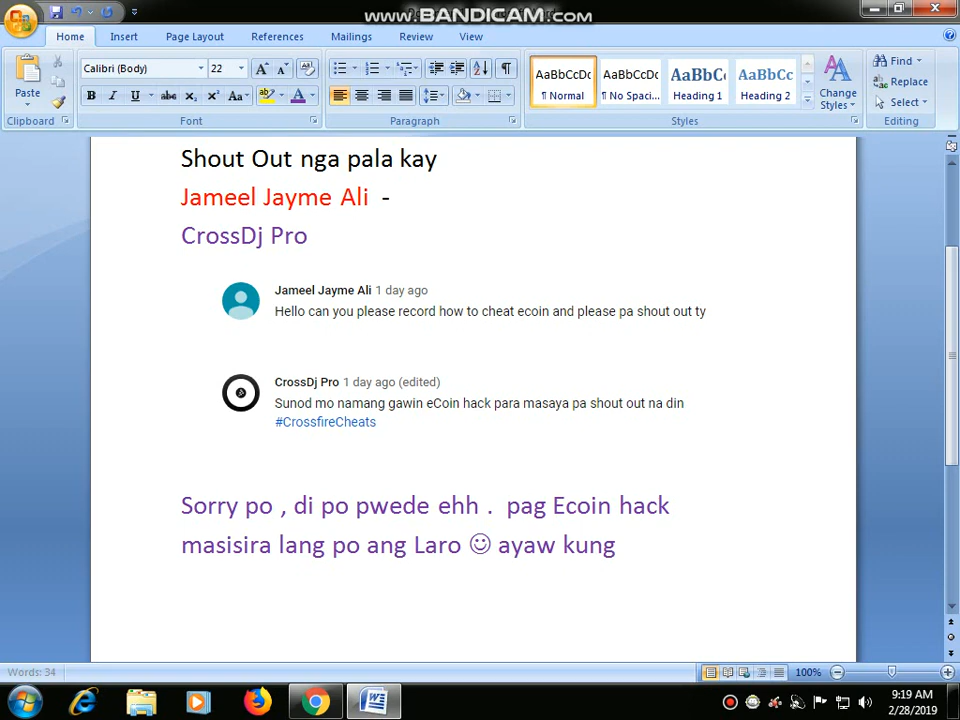 www.BANDICAM.com
Home Insert Page Layout References Mailings Review View
Paste
Clipboard
Calibri (Body) 22
Font
Paragraph
AaBbCcDc AaBbCcDc AaBbC AaBbCc
¶ Normal ¶ No Spaci... Heading 1 Heading 2
Change Styles
Styles
Find
Replace
Select
Editing
Shout Out nga pala kay
Jameel Jayme Ali -
CrossDj Pro
Jameel Jayme Ali 1 day ago
Hello can you please record how to cheat ecoin and please pa shout out ty
CrossDj Pro 1 day ago (edited)
Sunod mo namang gawin eCoin hack para masaya pa shout out na din
#CrossfireCheats
Sorry po , di po pwede ehh . pag Ecoin hack
masisira lang po ang Laro ☺ ayaw kung
Words: 34
100%
9:19 AM
2/28/2019